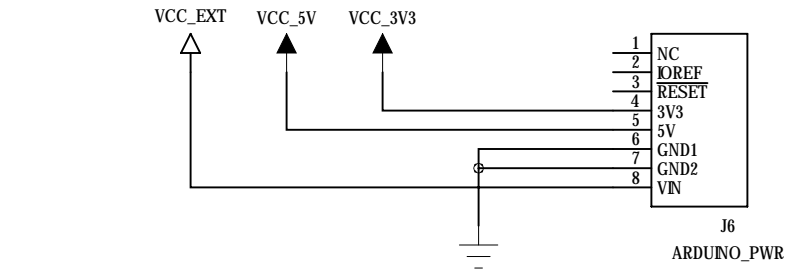 VCC_EXT VCC_5V VCC_3V3
1 NC
2 IOREF
3 RESET
4 3V3
5 5V
6 GND1
7 GND2
8 VIN
J6
ARDUINO_PWR